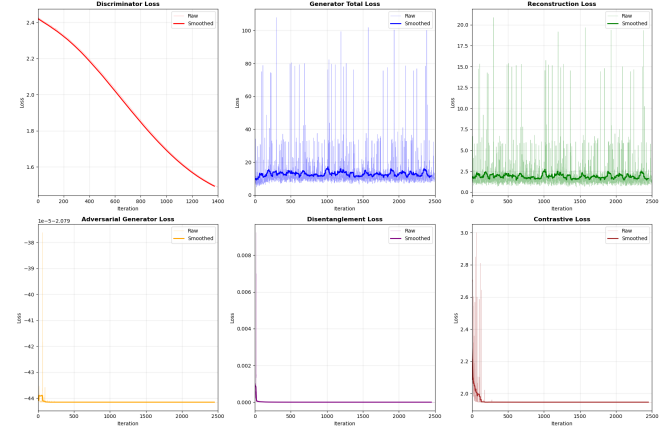 Discriminator Loss
Raw
Smoothed
2.4
2.2
2.0
1.8
1.6
Loss
0
200
400
600
800
1000
1200
1400
Iteration
Generator Total Loss
Raw
Smoothed
100
80
60
40
20
0
Loss
0
500
1000
1500
2000
2500
Iteration
Reconstruction Loss
Raw
Smoothed
20.0
17.5
15.0
12.5
10.0
7.5
5.0
2.5
0.0
Loss
0
500
1000
1500
2000
2500
Iteration
Adversarial Generator Loss
1e−5−2.079
Raw
Smoothed
−38
−39
−40
−41
−42
−43
−44
Loss
0
500
1000
1500
2000
2500
Iteration
Disentanglement Loss
Raw
Smoothed
0.008
0.006
0.004
0.002
0.000
Loss
0
500
1000
1500
2000
2500
Iteration
Contrastive Loss
Raw
Smoothed
3.0
2.8
2.6
2.4
2.2
2.0
Loss
0
500
1000
1500
2000
2500
Iteration